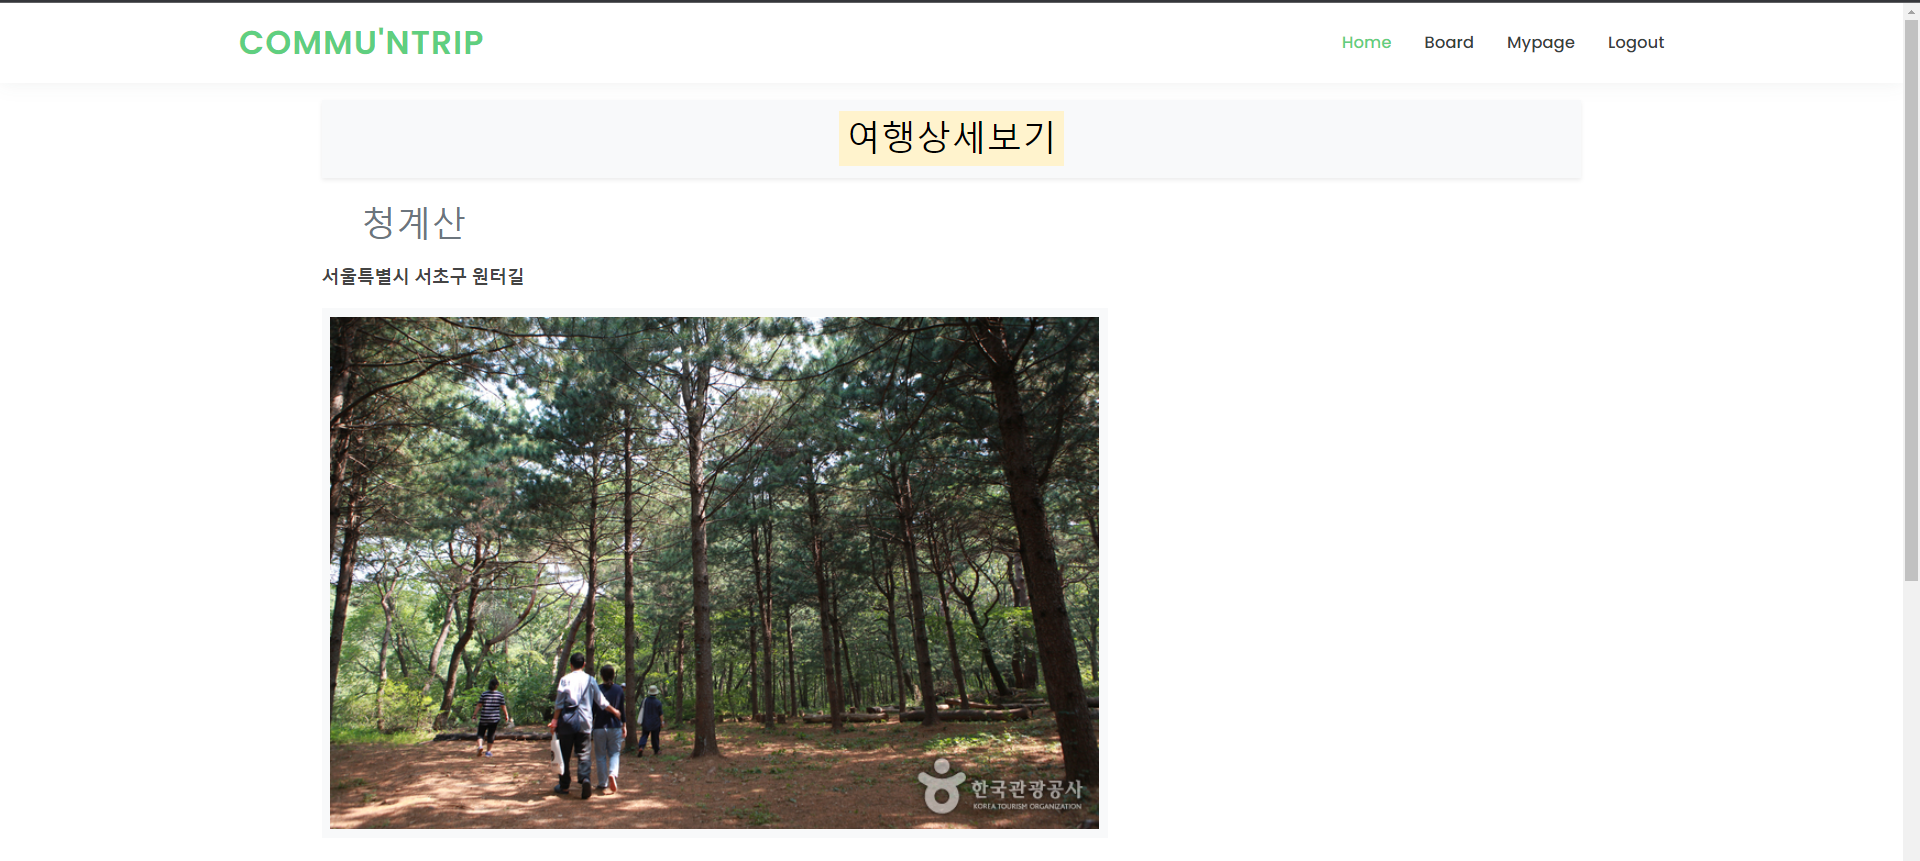 COMMU'NTRIP
Home Board Mypage Logout
여행상세보기
청계산
서울특별시 서초구 원터길
한국관광공사
KOREA TOURISM ORGANIZATION